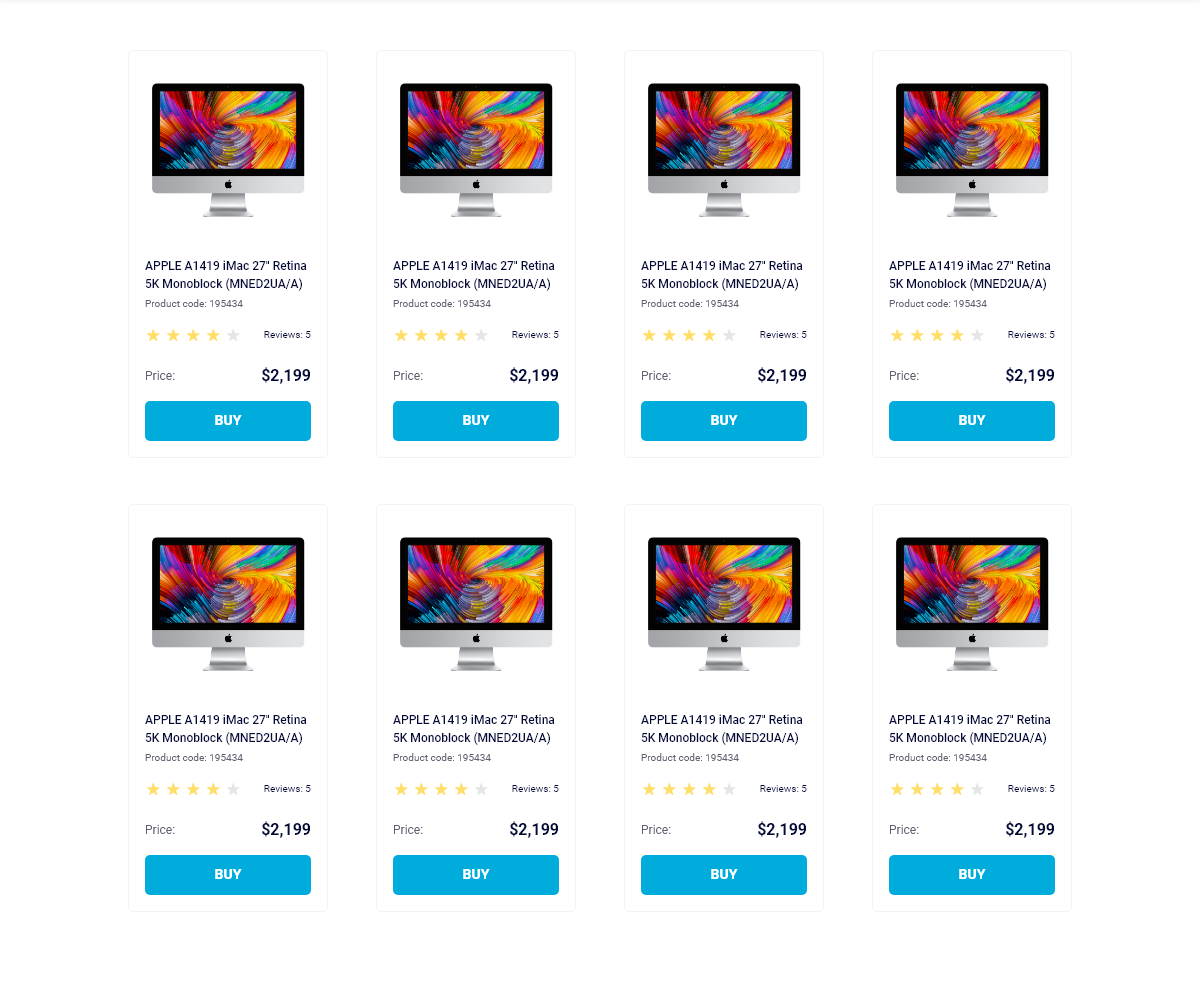 APPLE A1419 iMac 27" Retina
5K Monoblock (MNED2UA/A)
Product code: 195434
Reviews: 5
Price: $2,199
BUY
APPLE A1419 iMac 27" Retina
5K Monoblock (MNED2UA/A)
Product code: 195434
Reviews: 5
Price: $2,199
BUY
APPLE A1419 iMac 27" Retina
5K Monoblock (MNED2UA/A)
Product code: 195434
Reviews: 5
Price: $2,199
BUY
APPLE A1419 iMac 27" Retina
5K Monoblock (MNED2UA/A)
Product code: 195434
Reviews: 5
Price: $2,199
BUY
APPLE A1419 iMac 27" Retina
5K Monoblock (MNED2UA/A)
Product code: 195434
Reviews: 5
Price: $2,199
BUY
APPLE A1419 iMac 27" Retina
5K Monoblock (MNED2UA/A)
Product code: 195434
Reviews: 5
Price: $2,199
BUY
APPLE A1419 iMac 27" Retina
5K Monoblock (MNED2UA/A)
Product code: 195434
Reviews: 5
Price: $2,199
BUY
APPLE A1419 iMac 27" Retina
5K Monoblock (MNED2UA/A)
Product code: 195434
Reviews: 5
Price: $2,199
BUY